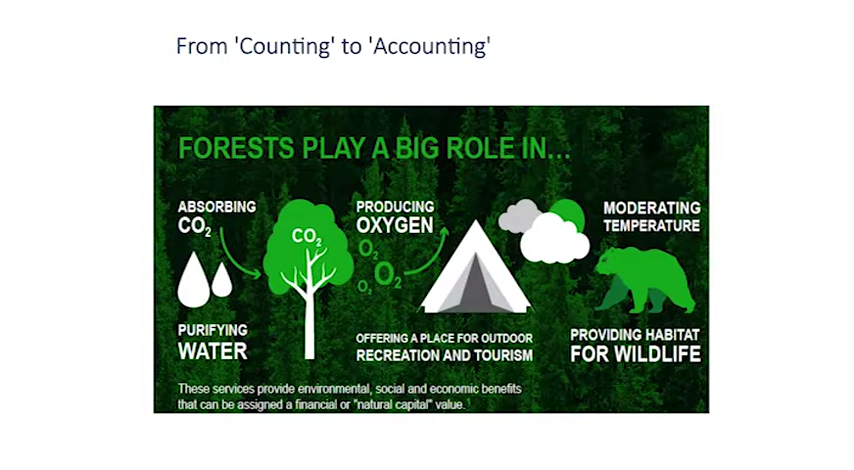 From 'Counting' to 'Accounting'
FORESTS PLAY A BIG ROLE IN...
ABSORBING
CO₂
CO₂
PRODUCING
OXYGEN
O₂
O₂
O₂
MODERATING
TEMPERATURE
PURIFYING
WATER
OFFERING A PLACE FOR OUTDOOR
RECREATION AND TOURISM
PROVIDING HABITAT
FOR WILDLIFE
These services provide environmental, social and economic benefits
that can be assigned a financial or "natural capital" value.